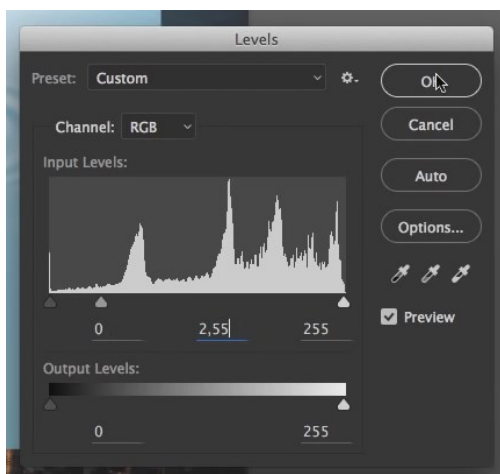 Levels
Preset: Custom
OK
Channel: RGB
Cancel
Input Levels:
Auto
Options...
0 2,55 255
Preview
Output Levels:
0 255